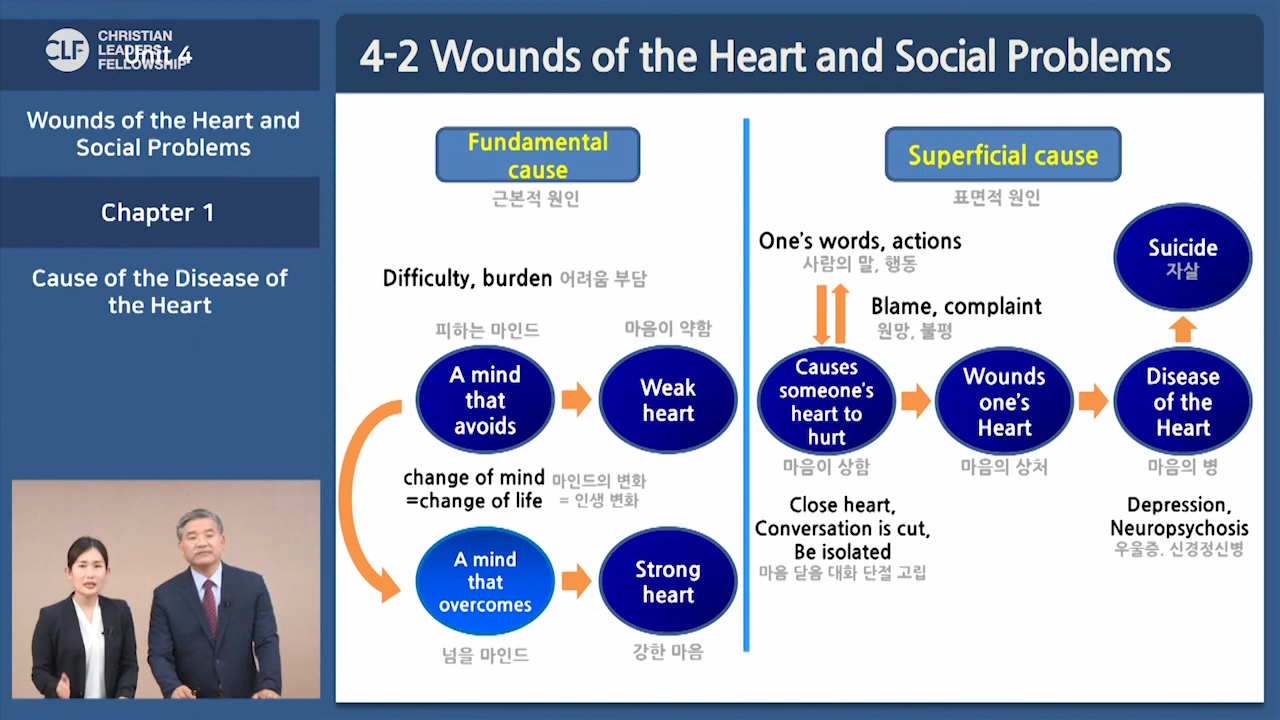 CHRISTIAN
LEADERS
FELLOWSHIP
CLF
Unit 4
Wounds of the Heart and
Social Problems
Chapter 1
Cause of the Disease of
the Heart
4-2 Wounds of the Heart and Social Problems
Fundamental
cause
근본적 원인
Difficulty, burden 어려움 부담
피하는 마인드
마음이 약함
A mind
that
avoids
Weak
heart
change of mind
=change of life
마인드의 변화
= 인생 변화
A mind
that
overcomes
Strong
heart
넘을 마인드
강한 마음
Superficial cause
표면적 원인
One's words, actions
사람의 말, 행동
Blame, complaint
원망, 불평
Causes
someone's
heart to
hurt
마음이 상함
Close heart,
Conversation is cut,
Be isolated
마음 닫음 대화 단절 고립
Wounds
one's
Heart
마음의 상처
Suicide
자살
Disease
of the
Heart
마음의 병
Depression,
Neuropsychosis
우울증. 신경정신병